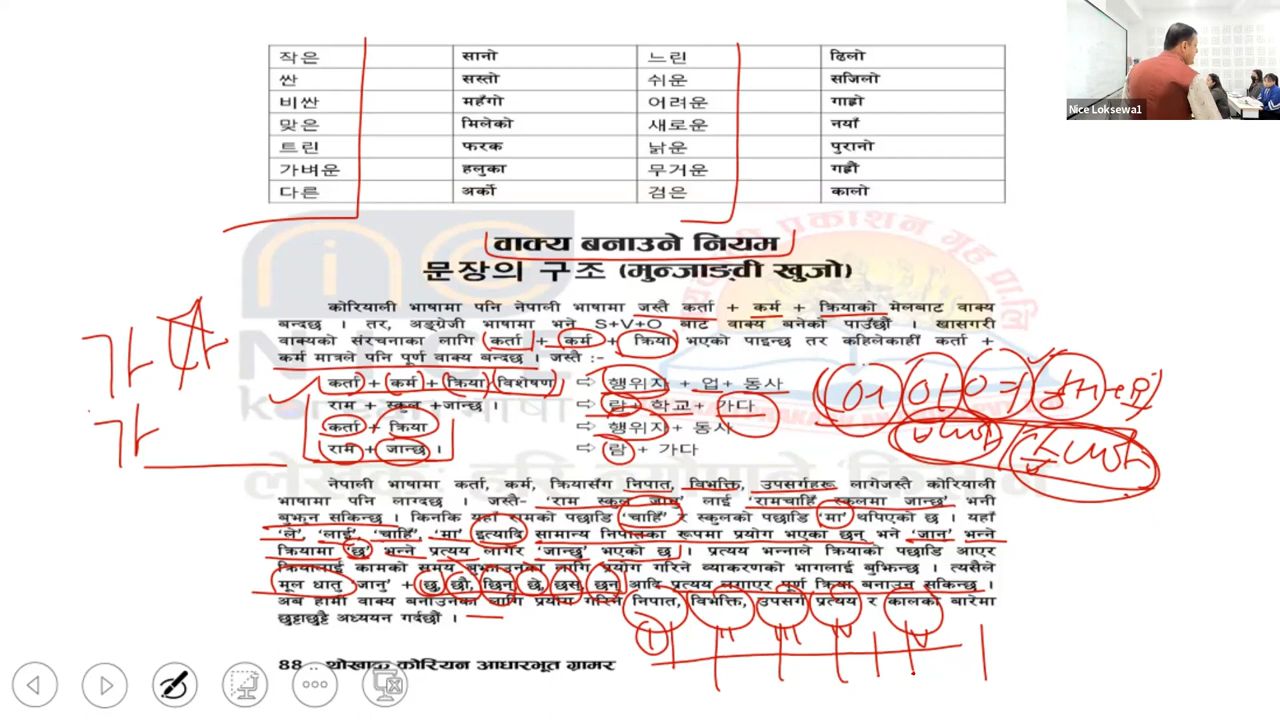 Nice Loksewa1
작은 सानो 느린 ढिलो
싼 सस्तो 쉬운 सजिलो
비싼 महँगो 어려운 गाह्रो
맞은 मिलेको 새로운 नयाँ
트린 फरक 낡운 पुरानो
가벼운 हलुका 무거운 गह्रौं
다른 अर्को 검은 कालो
वाक्य बनाउने नियम
문장의 구조 (मुन्जाङ्वी खुजो)
कोरियाली भाषामा पनि नेपाली भाषामा जस्तै कर्ता + कर्म + क्रियाको मेलबाट वाक्य
बन्दछ । तर, अङ्ग्रेजी भाषामा भने S+V+O बाट वाक्य बनेको पाउँछौं । खासगरी
वाक्यको संरचनाका लागि कर्ता + कर्म + क्रिया भएको पाइन्छ तर कहिलेकाहीं कर्ता +
कर्म मात्रले पनि पूर्ण वाक्य बन्दछ । जस्तै :-
कर्ता + कर्म + क्रिया विशेषण ⇨ 행위자 + 업 + 동사
राम + स्कुल +जान्छ । ⇨ 람 + 학교 + 가다
कर्ता + क्रिया ⇨ 행위자 + 동사
राम + जान्छ । ⇨ 람 + 가다
नेपाली भाषामा कर्ता, कर्म, क्रियासँग निपात, विभक्ति, उपसर्गहरू लागेजस्तै कोरियाली
भाषामा पनि लाग्दछ । जस्तै- 'राम स्कुल जानु' लाई 'रामचाहिँ स्कुलमा जान्छ' भनी
बुझ्न सकिन्छ । किनकि यहाँ रामको पछाडि 'चाहिँ' र स्कुलको पछाडि 'मा' थपिएको छ । यहाँ
'ले', 'लाई', 'चाहिँ', 'मा' इत्यादि सामान्य निपातका रूपमा प्रयोग भएका छन् भने 'जान' भन्ने
क्रियामा 'छ' भन्ने प्रत्यय लागेर 'जान्छ' भएको छ । प्रत्यय भन्नाले क्रियाको पछाडि आएर
क्रियालाई कामको समय बुझाउनका लागि प्रयोग गरिने व्याकरणको भागलाई बुझिन्छ । त्यसैले
मूल धातु जानु' + छु, छौ, छिन्, छे, छस्, छन् आदि प्रत्यय लगाएर पूर्ण क्रिया बनाउन सकिन्छ ।
अब हामी वाक्य बनाउनका लागि प्रयोग गरिने निपात, विभक्ति, उपसर्ग प्रत्यय र कालका बारेमा
छुट्टाछुट्टै अध्ययन गर्दछौं ।
88 .. थोखाक कोरियन आधारभूत ग्रामर
가
가